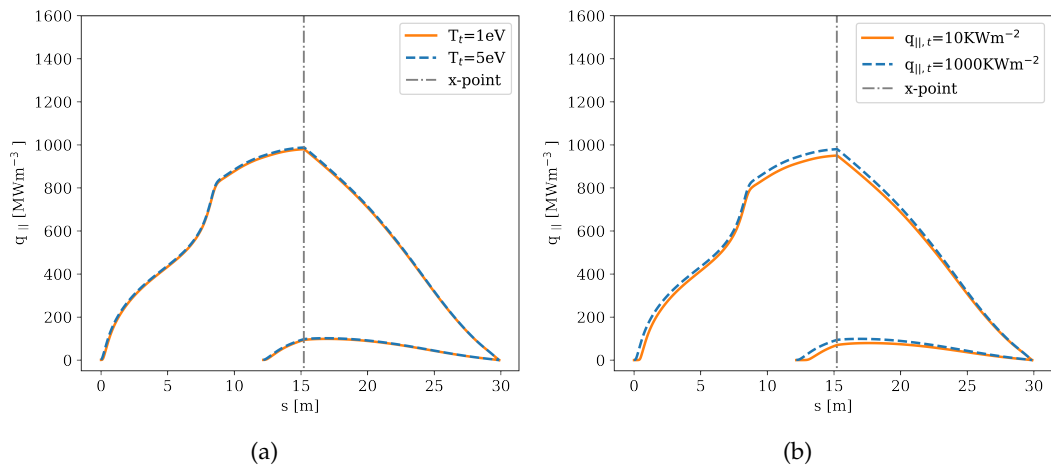 1600
1400
1200
1000
800
600
400
200
0
q || [MWm⁻³]
T_t=1eV
T_t=5eV
x-point
0 5 10 15 20 25 30
s [m]
(a)
1600
1400
1200
1000
800
600
400
200
0
q || [MWm⁻³]
q_||,t=10KWm⁻²
q_||,t=1000KWm⁻²
x-point
0 5 10 15 20 25 30
s [m]
(b)